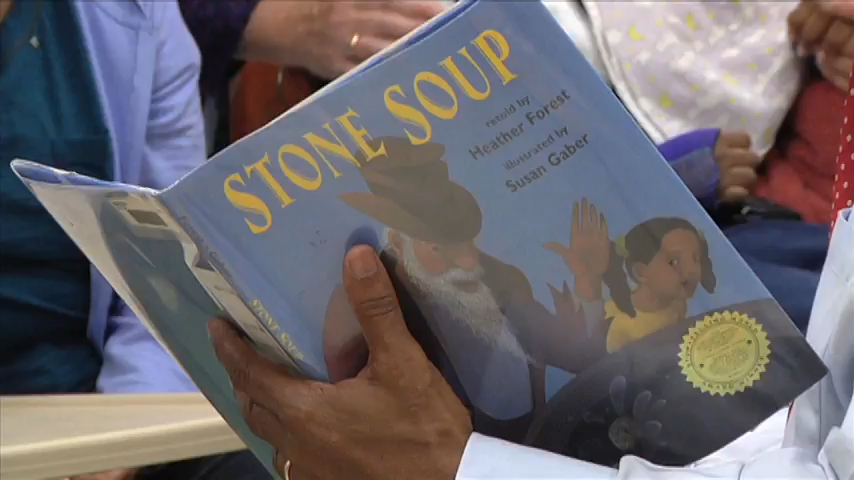 STONE SOUP
retold by
Heather Forest
illustrated by
Susan Gaber
STONE SOUP